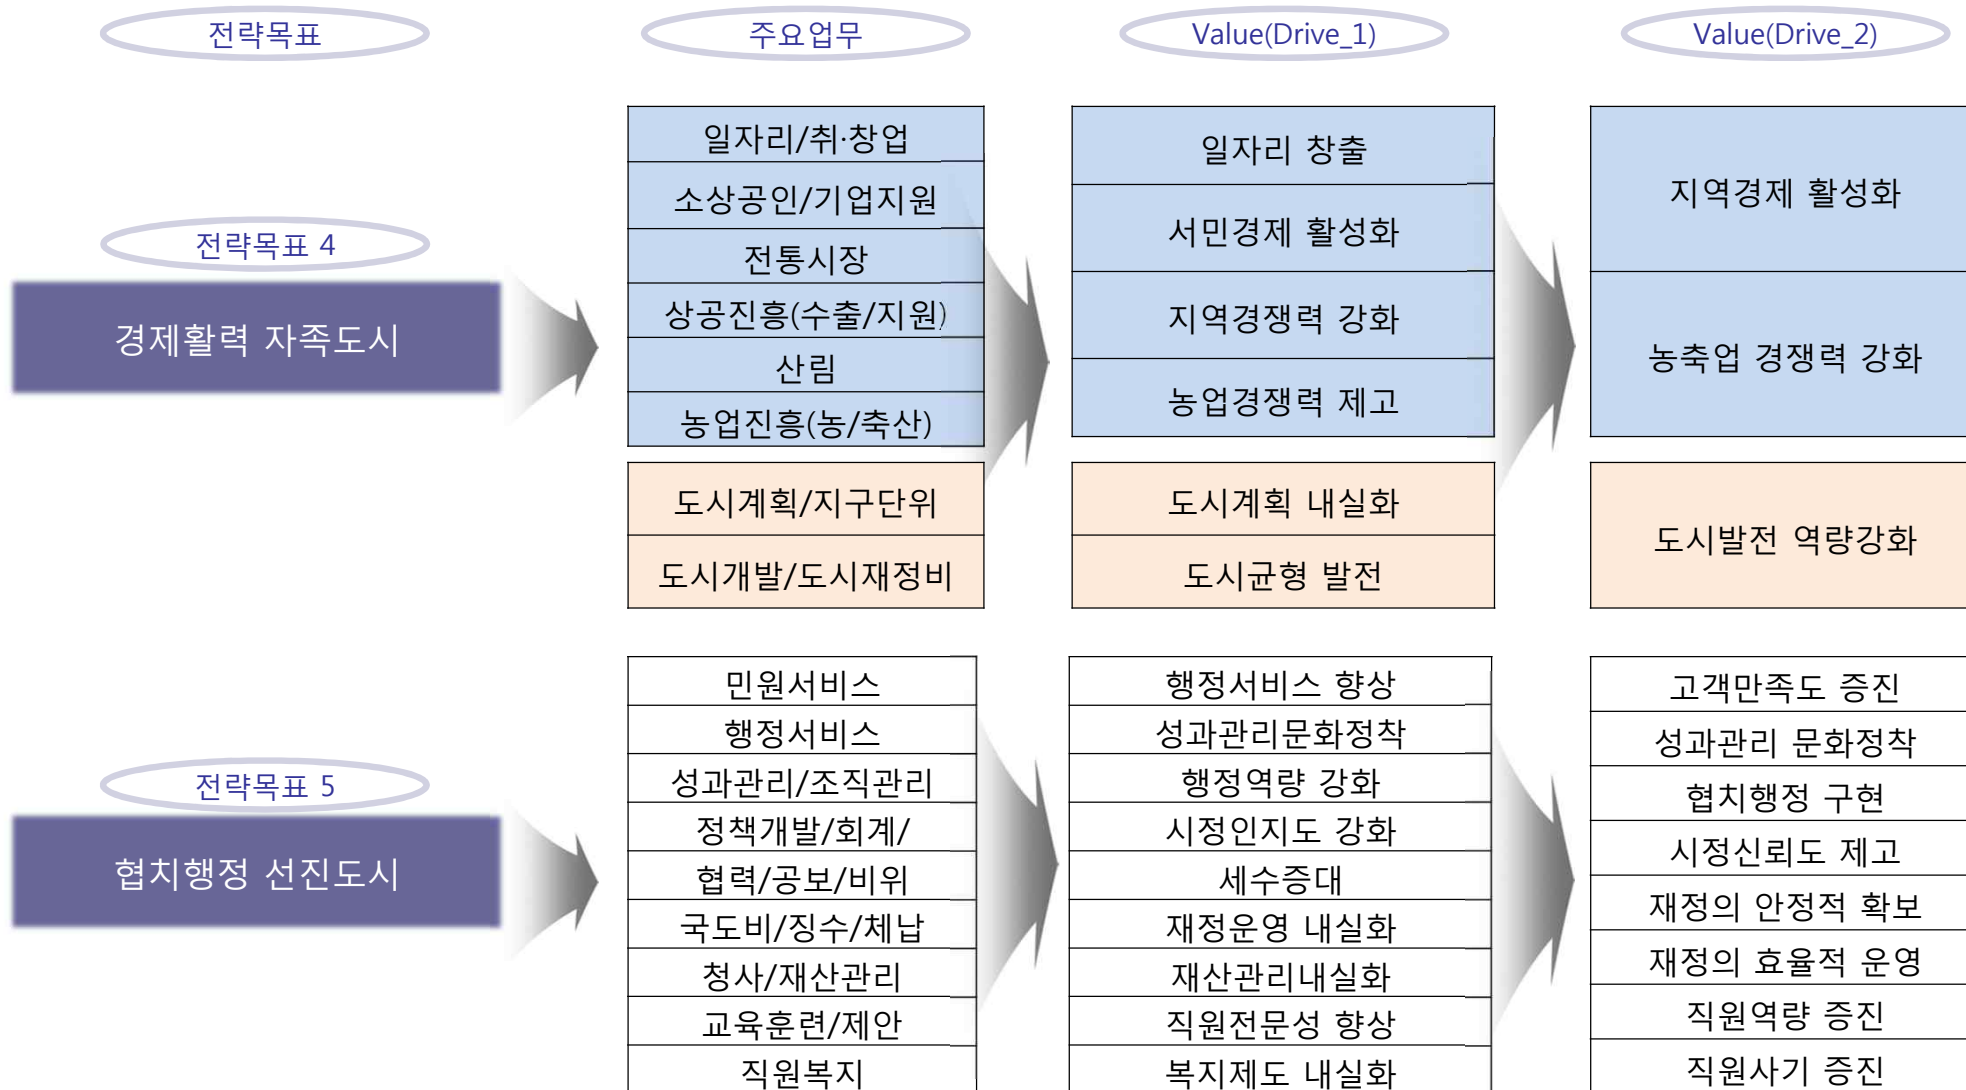 전략목표
주요업무
Value(Drive_1)
Value(Drive_2)
전략목표 4
경제활력 자족도시
일자리/취·창업
소상공인/기업지원
전통시장
상공진흥(수출/지원)
산림
농업진흥(농/축산)
도시계획/지구단위
도시개발/도시재정비
일자리 창출
서민경제 활성화
지역경쟁력 강화
농업경쟁력 제고
도시계획 내실화
도시균형 발전
지역경제 활성화
농축업 경쟁력 강화
도시발전 역량강화
전략목표 5
협치행정 선진도시
민원서비스
행정서비스
성과관리/조직관리
정책개발/회계/
협력/공보/비위
국도비/징수/체납
청사/재산관리
교육훈련/제안
직원복지
행정서비스 향상
성과관리문화정착
행정역량 강화
시정인지도 강화
세수증대
재정운영 내실화
재산관리내실화
직원전문성 향상
복지제도 내실화
고객만족도 증진
성과관리 문화정착
협치행정 구현
시정신뢰도 제고
재정의 안정적 확보
재정의 효율적 운영
직원역량 증진
직원사기 증진